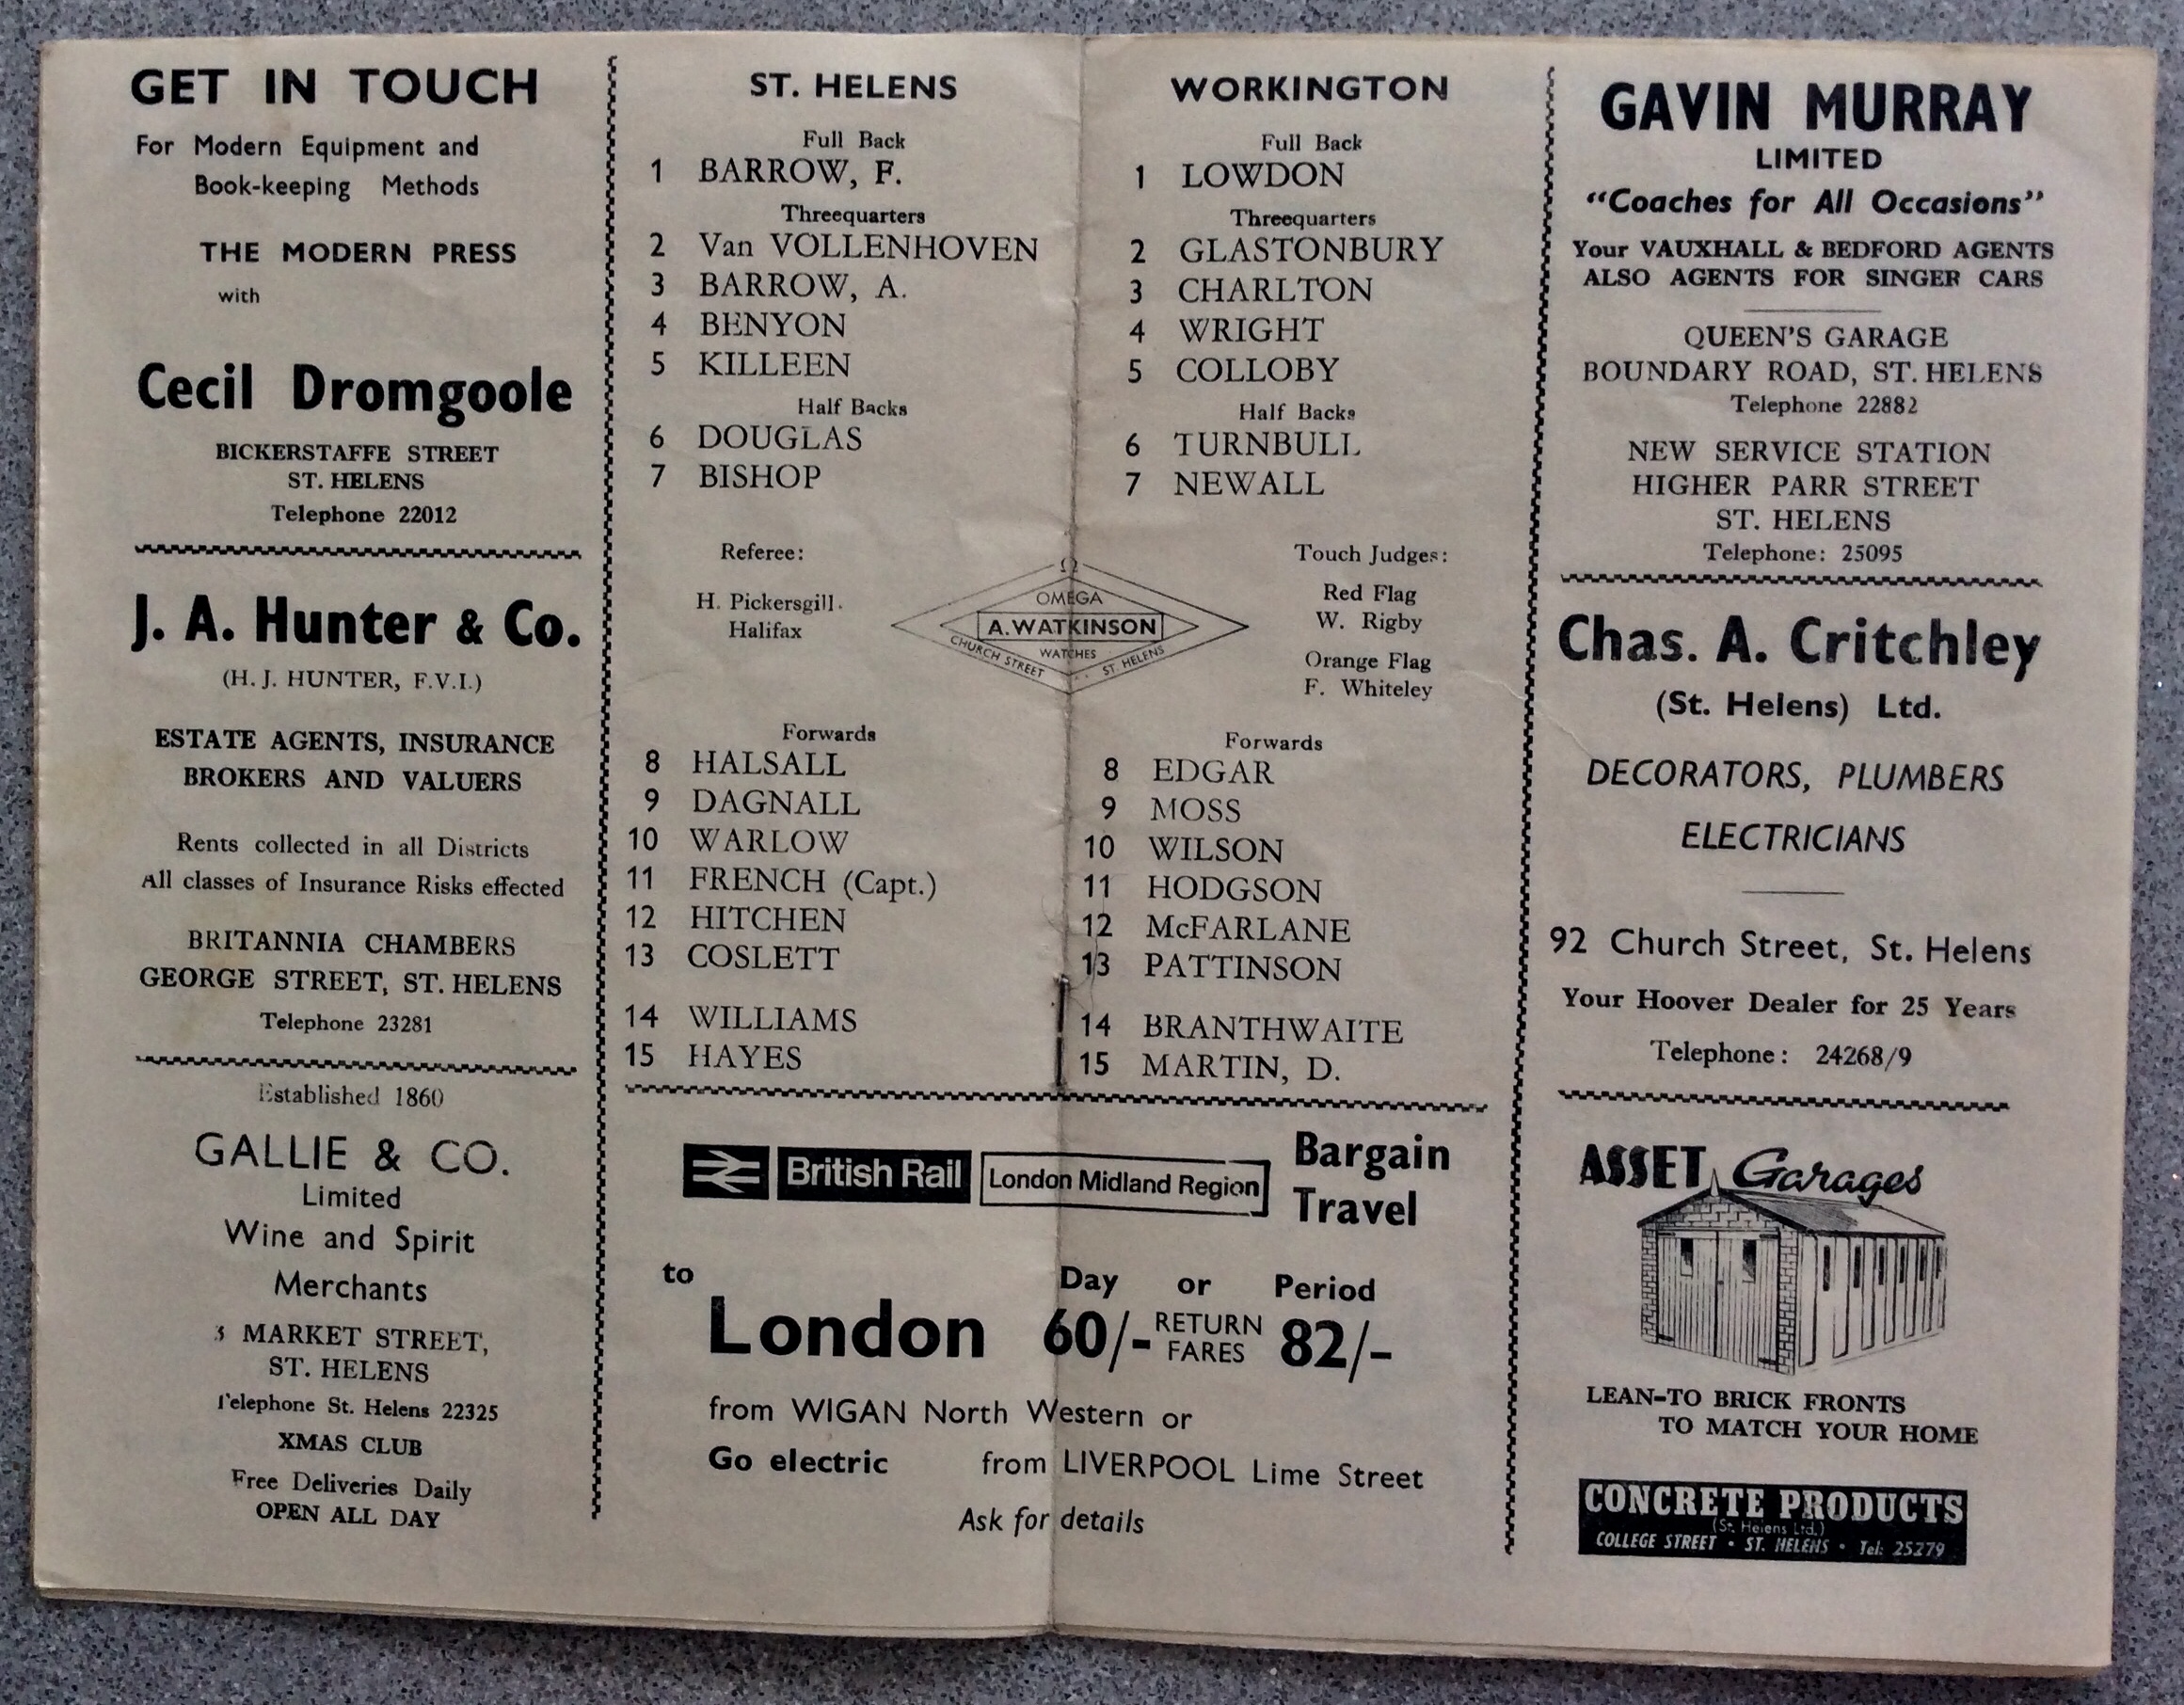 GET IN TOUCH
For Modern Equipment and
Book-keeping Methods
THE MODERN PRESS
with
Cecil Dromgoole
BICKERSTAFFE STREET
ST. HELENS
Telephone 22012
J. A. Hunter & Co.
(H. J. HUNTER, F.V.I.)
ESTATE AGENTS, INSURANCE
BROKERS AND VALUERS
Rents collected in all Districts
All classes of Insurance Risks effected
BRITANNIA CHAMBERS
GEORGE STREET, ST. HELENS
Telephone 23281
Established 1860
GALLIE & CO.
Limited
Wine and Spirit
Merchants
3 MARKET STREET,
ST. HELENS
Telephone St. Helens 22325
XMAS CLUB
Free Deliveries Daily
OPEN ALL DAY
ST. HELENS
Full Back
1 BARROW, F.
Threequarters
2 Van VOLLENHOVEN
3 BARROW, A.
4 BENYON
5 KILLEEN
Half Backs
6 DOUGLAS
7 BISHOP
Referee:
H. Pickersgill.
Halifax
Forwards
8 HALSALL
9 DAGNALL
10 WARLOW
11 FRENCH (Capt.)
12 HITCHEN
13 COSLETT
14 WILLIAMS
15 HAYES
Ω
OMEGA
A. WATKINSON
WATCHES
CHURCH STREET ST. HELENS
WORKINGTON
Full Back
1 LOWDON
Threequarters
2 GLASTONBURY
3 CHARLTON
4 WRIGHT
5 COLLOBY
Half Backs
6 TURNBULL
7 NEWALL
Touch Judges:
Red Flag
W. Rigby
Orange Flag
F. Whiteley
Forwards
8 EDGAR
9 MOSS
10 WILSON
11 HODGSON
12 McFARLANE
13 PATTINSON
14 BRANTHWAITE
15 MARTIN, D.
British Rail London Midland Region Bargain
Travel
to
London
Day or Period
60/- RETURN FARES 82/-
from WIGAN North Western or
Go electric from LIVERPOOL Lime Street
Ask for details
GAVIN MURRAY
LIMITED
"Coaches for All Occasions"
Your VAUXHALL & BEDFORD AGENTS
ALSO AGENTS FOR SINGER CARS
QUEEN'S GARAGE
BOUNDARY ROAD, ST. HELENS
Telephone 22882
NEW SERVICE STATION
HIGHER PARR STREET
ST. HELENS
Telephone: 25095
Chas. A. Critchley
(St. Helens) Ltd.
DECORATORS, PLUMBERS
ELECTRICIANS
92 Church Street, St. Helens
Your Hoover Dealer for 25 Years
Telephone: 24268/9
ASSET Garages
LEAN-TO BRICK FRONTS
TO MATCH YOUR HOME
CONCRETE PRODUCTS
(St. Helens Ltd.)
COLLEGE STREET • ST. HELENS • Tel: 25279